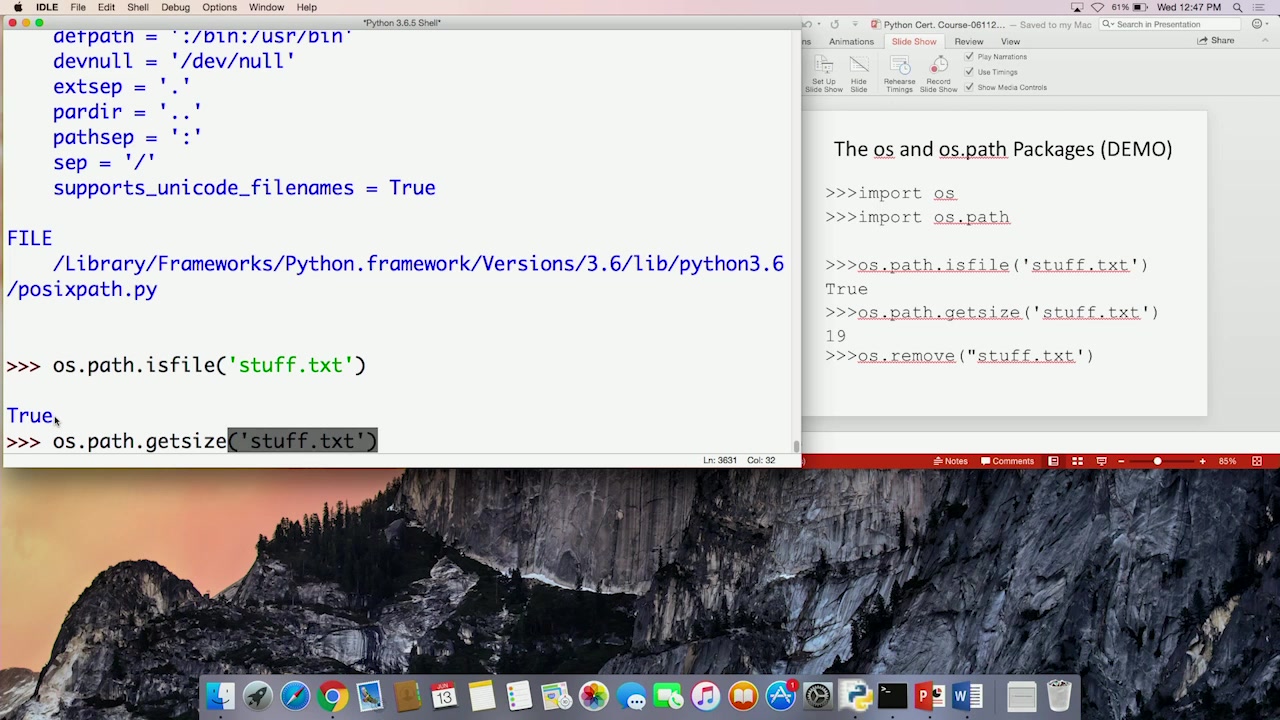 IDLE File Edit Shell Debug Options Window Help
61% Wed 12:47 PM
*Python 3.6.5 Shell*
defpath = ':/bin:/usr/bin'
devnull = '/dev/null'
extsep = '.'
pardir = '..'
pathsep = ':'
sep = '/'
supports_unicode_filenames = True
FILE
/Library/Frameworks/Python.framework/Versions/3.6/lib/python3.6
/posixpath.py
>>> os.path.isfile('stuff.txt')
True
>>> os.path.getsize('stuff.txt')
Ln: 3631 Col: 32
Python Cert. Course-06112... — Saved to my Mac
Search in Presentation
ns Animations Slide Show Review View
Share
Set Up
Slide Show
Hide
Slide
Rehearse
Timings
Record
Slide Show
Play Narrations
Use Timings
Show Media Controls
The os and os.path Packages (DEMO)
>>>import os
>>>import os.path
>>>os.path.isfile('stuff.txt')
True
>>>os.path.getsize('stuff.txt')
19
>>>os.remove("stuff.txt')
Notes Comments
85%
JUN
13
1